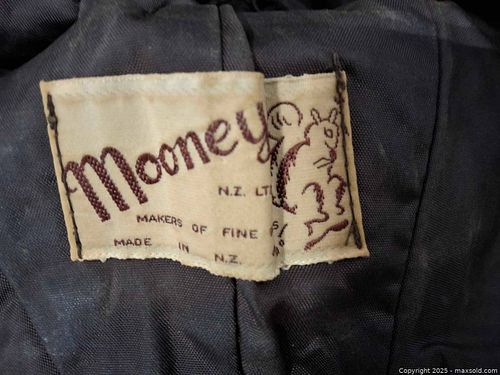 Mooney
N.Z. LTD
MAKERS OF FINE
MADE IN N.Z.
Copyright © 2025 - maxsold.com